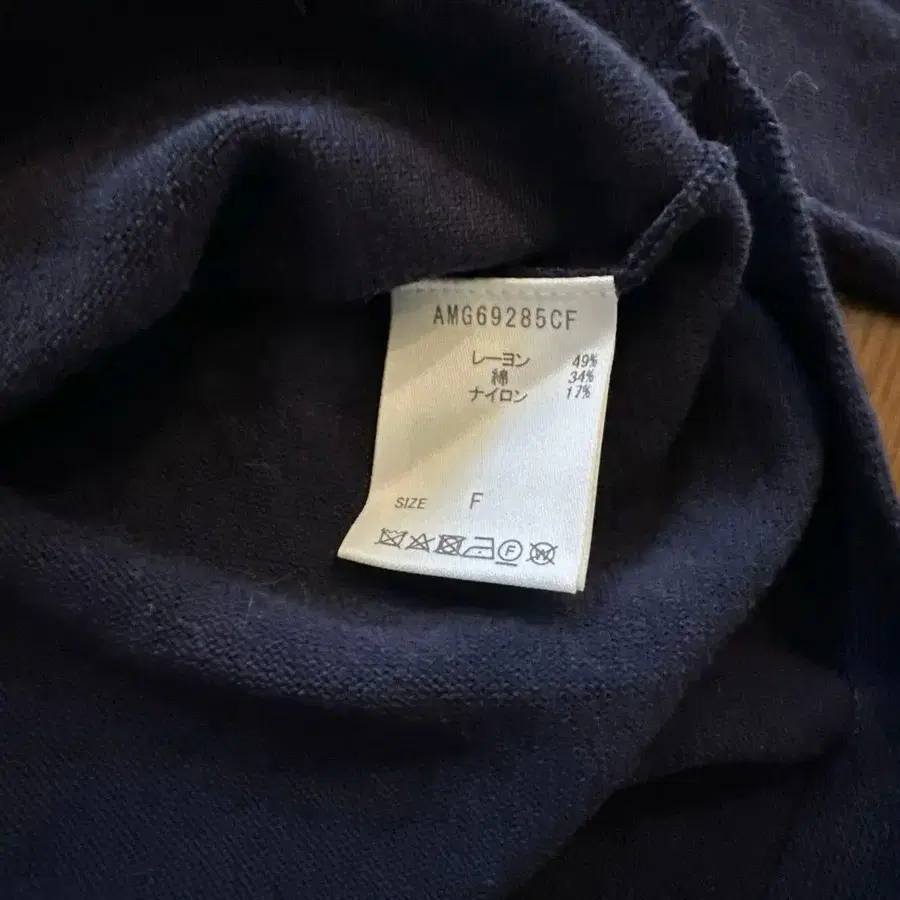 AMG69285CF
レーヨン 49%
綿 34%
ナイロン 17%
SIZE F
F W